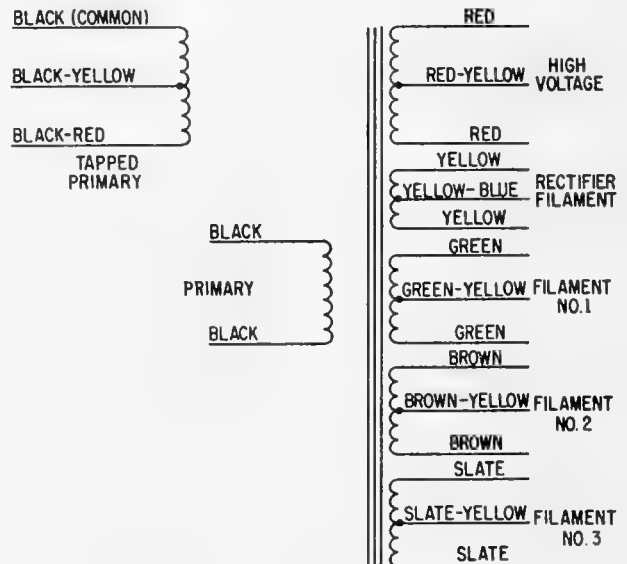 BLACK (COMMON)
BLACK-YELLOW
BLACK-RED
TAPPED
PRIMARY
BLACK
PRIMARY
BLACK
RED
RED-YELLOW
HIGH
VOLTAGE
RED
YELLOW
YELLOW-BLUE
RECTIFIER
FILAMENT
YELLOW
GREEN
GREEN-YELLOW
FILAMENT
NO.1
GREEN
BROWN
BROWN-YELLOW
FILAMENT
NO.2
BROWN
SLATE
SLATE-YELLOW
FILAMENT
NO.3
SLATE